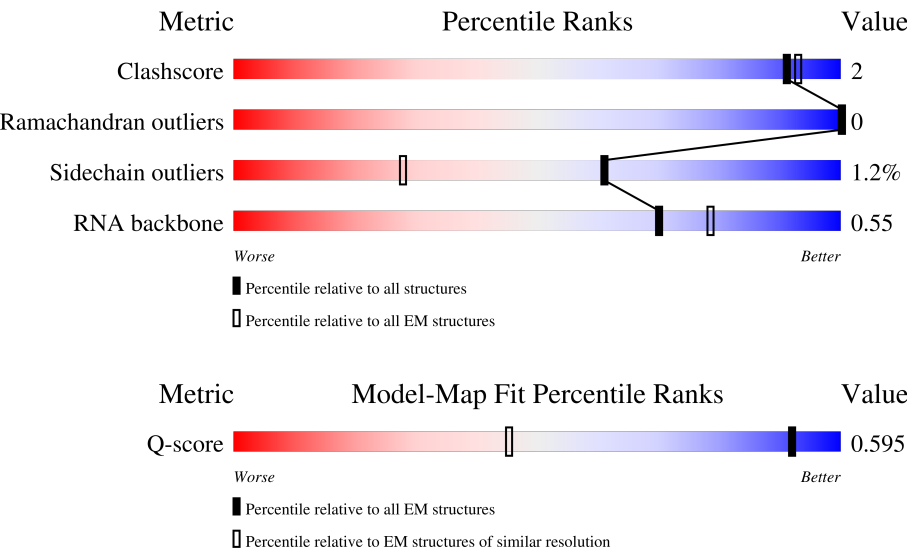 Metric Percentile Ranks Value
Clashscore 2
Ramachandran outliers 0
Sidechain outliers 1.2%
RNA backbone 0.55
Worse Better
Percentile relative to all structures
Percentile relative to all EM structures
Metric Model-Map Fit Percentile Ranks Value
Q-score 0.595
Worse Better
Percentile relative to all EM structures
Percentile relative to EM structures of similar resolution